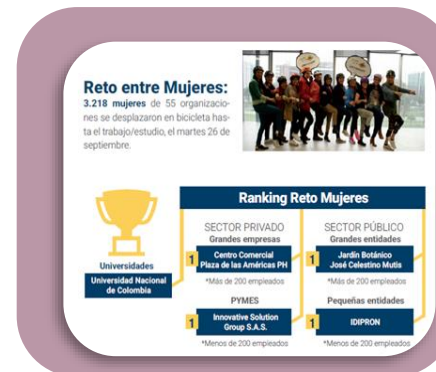 Reto entre Mujeres:
3.218 mujeres de 55 organizacio-
nes se desplazaron en bicicleta has-
ta el trabajo/estudio, el martes 26 de
septiembre.
Ranking Reto Mujeres
Universidades
Universidad Nacional
de Colombia
SECTOR PRIVADO
Grandes empresas
1
Centro Comercial
Plaza de las Américas PH
*Más de 200 empleados
PYMES
1
Innovative Solution
Group S.A.S.
*Menos de 200 empleados
SECTOR PÚBLICO
Grandes entidades
1
Jardín Botánico
José Celestino Mutis
*Más de 200 empleados
Pequeñas entidades
1
IDIPRON
*Menos de 200 empleados